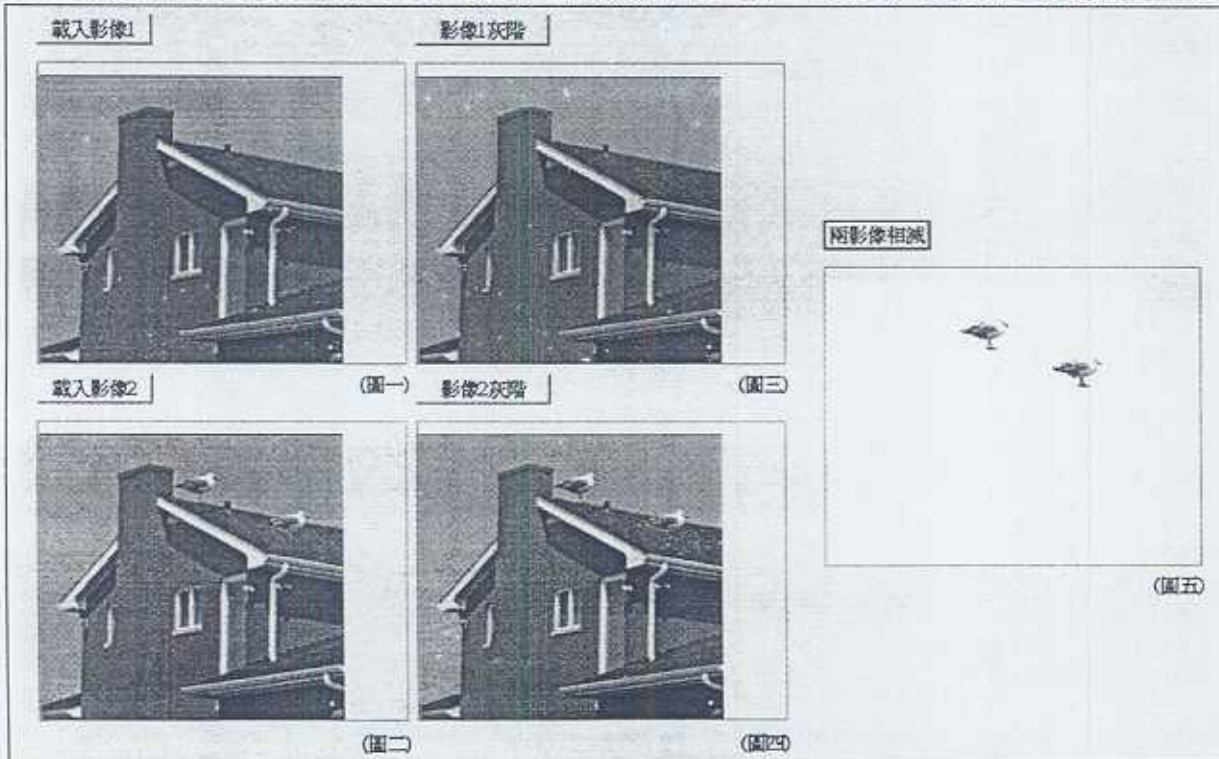 載入影像1
影像1灰階
兩影像相減
載入影像2
(圖一)
影像2灰階
(圖三)
(圖五)
(圖二)
(圖四)